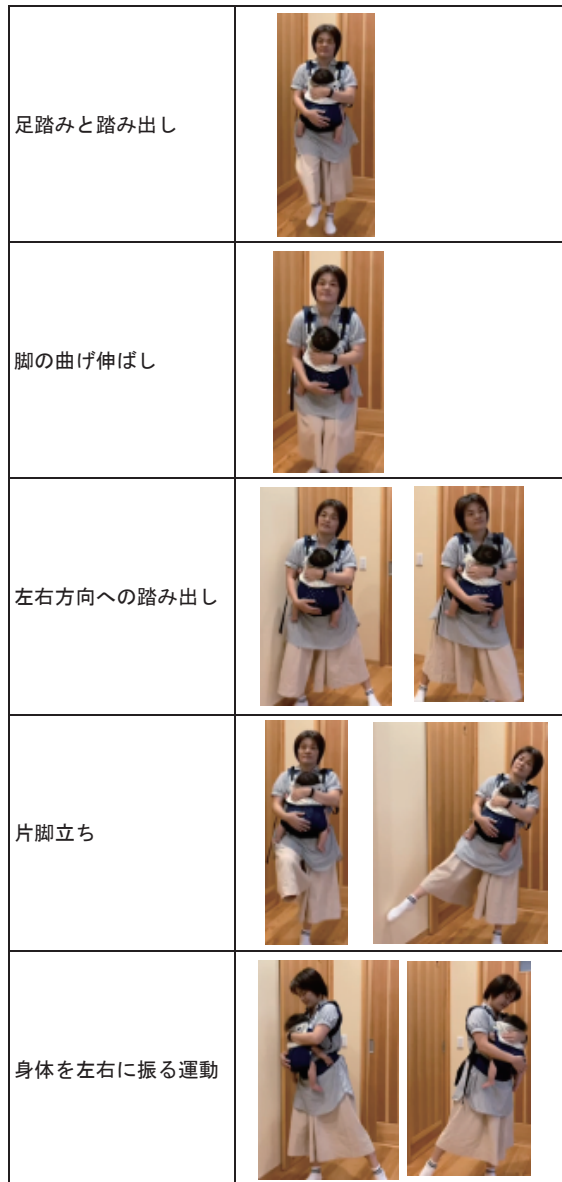 足踏みと踏み出し
脚の曲げ伸ばし
左右方向への踏み出し
片脚立ち
身体を左右に振る運動